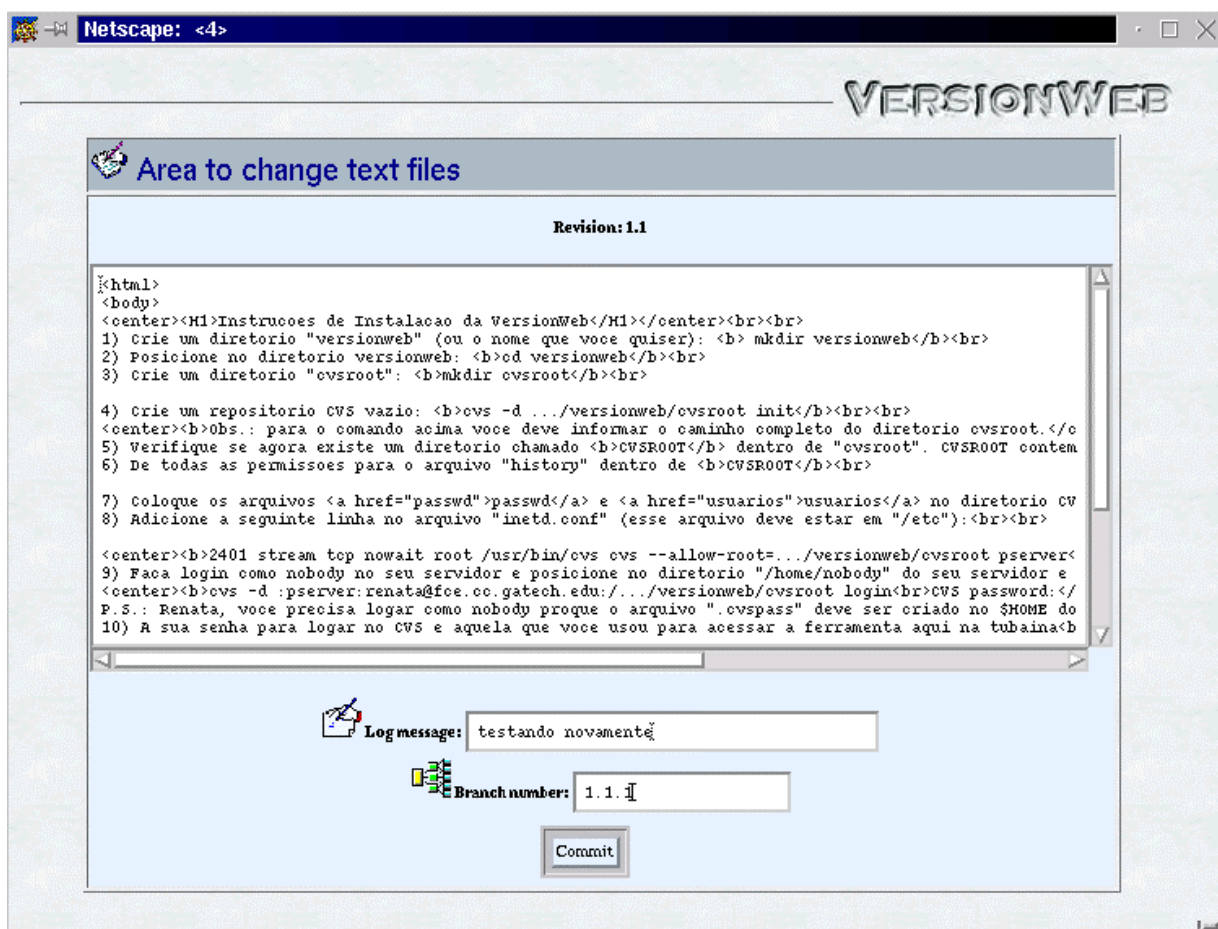 Netscape: <4>
VERSIONWEB
Area to change text files
Revision: 1.1
<html>
<body>
<center><H1>Instrucoes de Instalacao da VersionWeb</H1></center><br><br>
1) Crie um diretorio "versionweb" (ou o nome que voce quiser): <b> mkdir versionweb</b><br>
2) Posicione no diretorio versionweb: <b>cd versionweb</b><br>
3) Crie um diretorio "cvsroot": <b>mkdir cvsroot</b><br>
4) Crie um repositorio CVS vazio: <b>cvs -d .../versionweb/cvsroot init</b><br><br>
<center><b>Obs.: para o comando acima voce deve informar o caminho completo do diretorio cvsroot.</c
5) Verifique se agora existe um diretorio chamado <b>CVSROOT</b> dentro de "cvsroot". CVSROOT contem
6) De todas as permissoes para o arquivo "history" dentro de <b>CVSROOT</b><br>
7) Coloque os arquivos <a href="passwd">passwd</a> e <a href="usuarios">usuarios</a> no diretorio CV
8) Adicione a seguinte linha no arquivo "inetd.conf" (esse arquivo deve estar em "/etc"):<br><br>
<center><b>2401 stream tcp nowait root /usr/bin/cvs cvs --allow-root=.../versionweb/cvsroot pserver<
9) Faca login como nobody no seu servidor e posicione no diretorio "/home/nobody" do seu servidor e
<center><b>cvs -d :pserver:renata@fce.cc.gatech.edu:/.../versionweb/cvsroot login<br>CVS password:</
P.S.: Renata, voce precisa logar como nobody proque o arquivo ".cvspass" deve ser criado no $HOME do
10) A sua senha para logar no CVS e aquela que voce usou para acessar a ferramenta aqui na tubaina<b
Log message: testando novamente
Branch number: 1.1.1
Commit